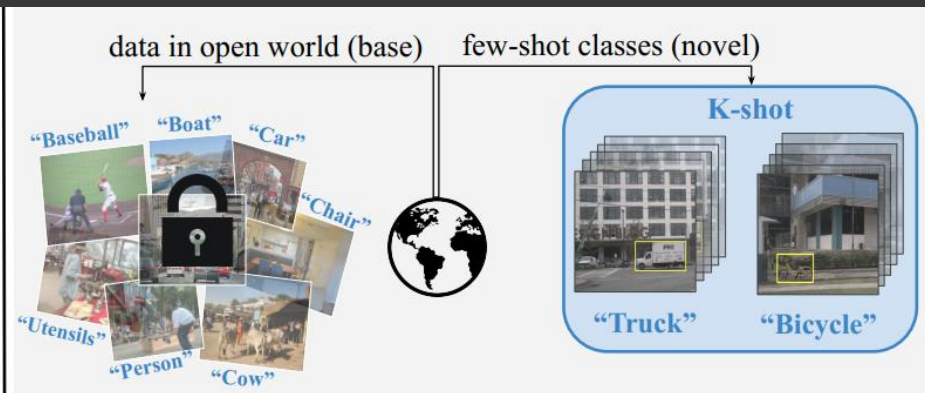 data in open world (base)
few-shot classes (novel)
“Baseball”
“Boat”
“Car”
“Chair”
“Utensils”
“Person”
“Cow”
K-shot
“Truck”
“Bicycle”